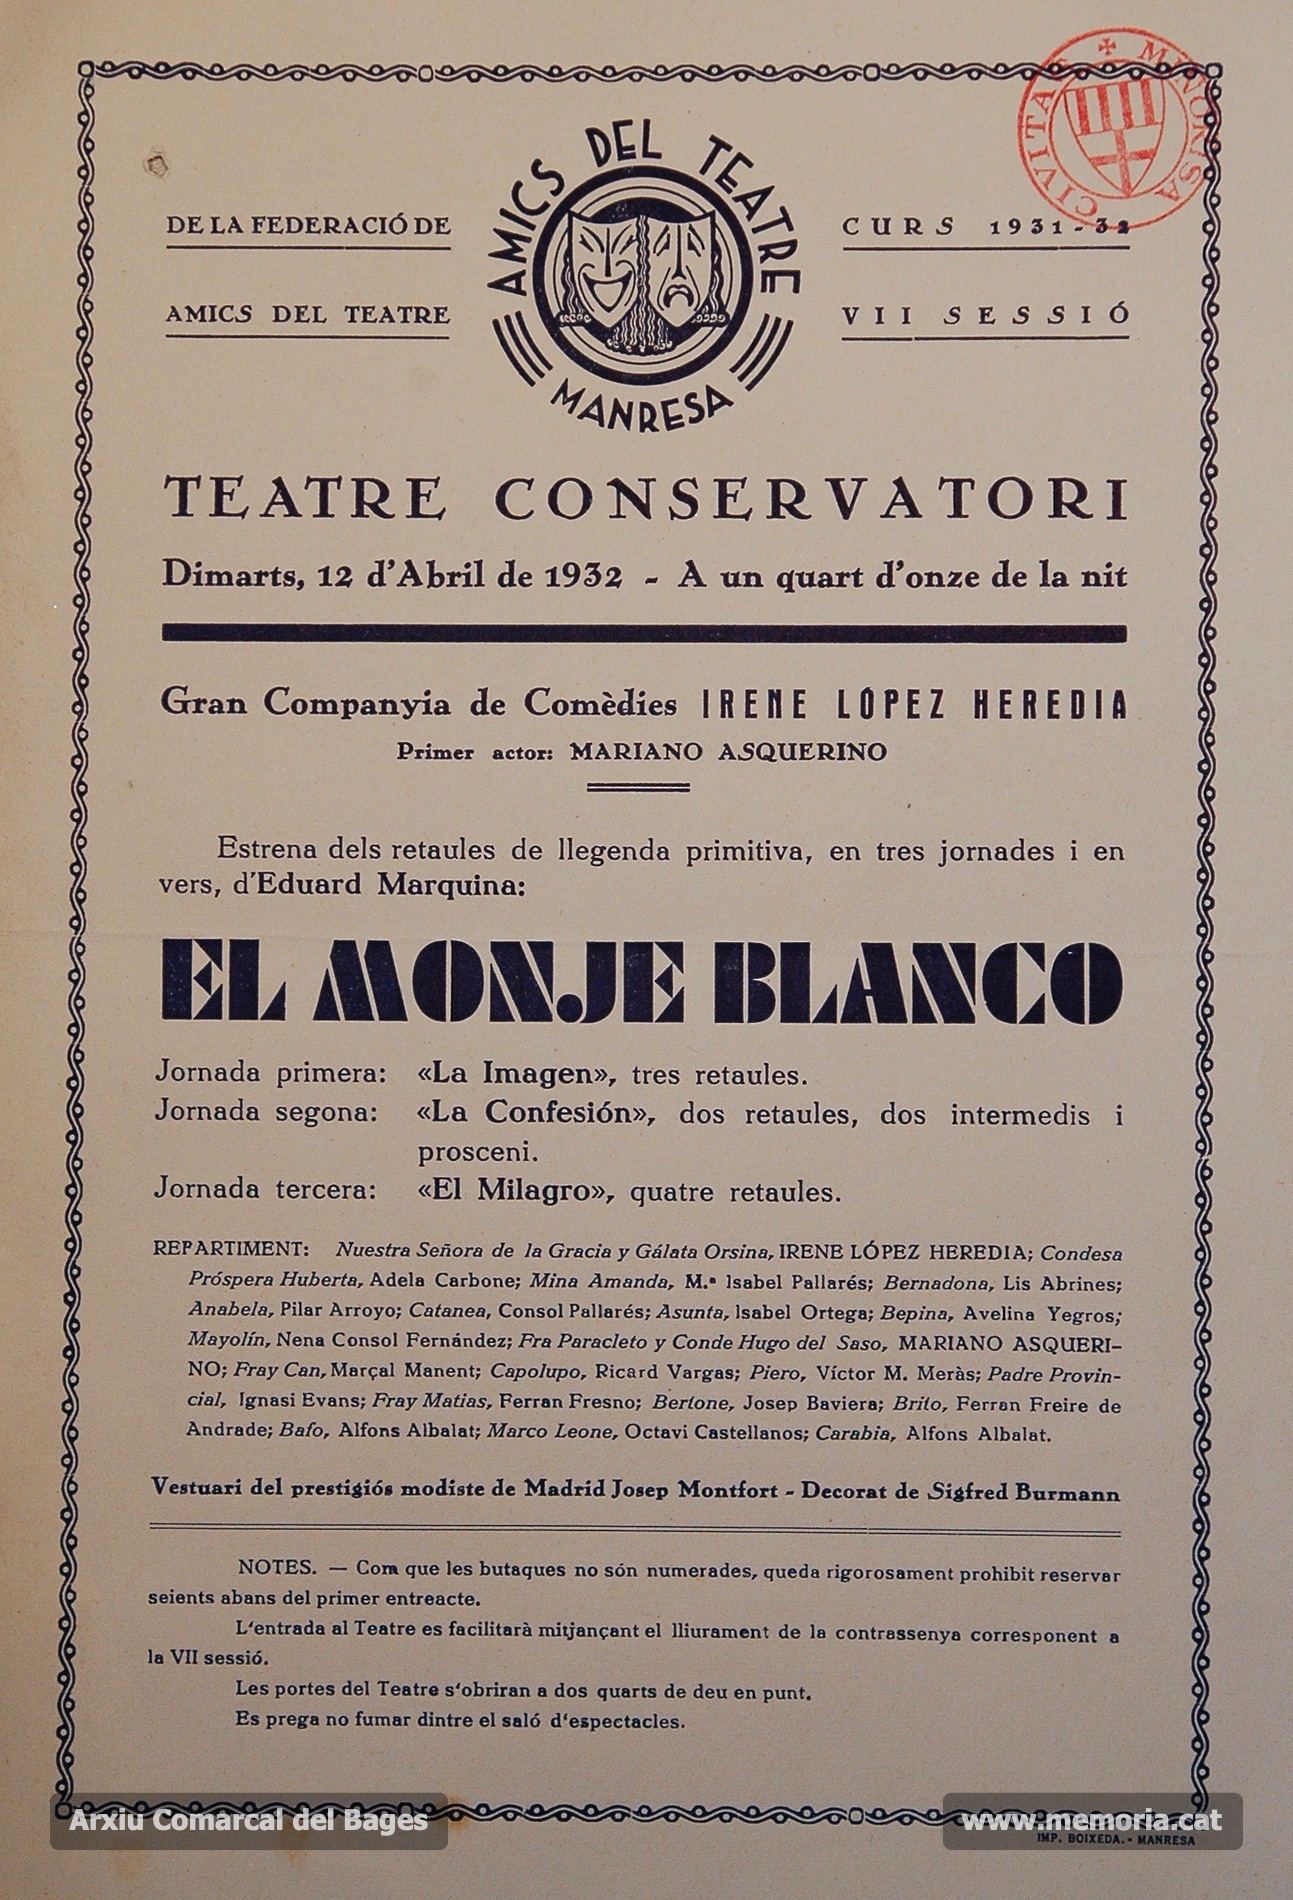 CIVITAS MINORISA
AMICS DEL TEATRE
MANRESA
DE LA FEDERACIÓ DE
AMICS DEL TEATRE
CURS 1931-32
VII SESSIÓ
TEATRE CONSERVATORI
Dimarts, 12 d'Abril de 1932 - A un quart d'onze de la nit
Gran Companyia de Comèdies IRENE LÓPEZ HEREDIA
Primer actor: MARIANO ASQUERINO
Estrena dels retaules de llegenda primitiva, en tres jornades i en
vers, d'Eduard Marquina:
EL MONJE BLANCO
Jornada primera: «La Imagen», tres retaules.
Jornada segona: «La Confesión», dos retaules, dos intermedis i
prosceni.
Jornada tercera: «El Milagro», quatre retaules.
REPARTIMENT: Nuestra Señora de la Gracia y Gálata Orsina, IRENE LÓPEZ HEREDIA; Condesa
Próspera Huberta, Adela Carbone; Mina Amanda, M.ª Isabel Pallarés; Bernadona, Lis Abrines;
Anabela, Pilar Arroyo; Catanea, Consol Pallarés; Asunta, Isabel Ortega; Bepina, Avelina Yegros;
Mayolín, Nena Consol Fernández; Fra Paracleto y Conde Hugo del Saso, MARIANO ASQUERI-
NO; Fray Can, Marçal Manent; Capolupo, Ricard Vargas; Piero, Víctor M. Meràs; Padre Provin-
cial, Ignasi Evans; Fray Matias, Ferran Fresno; Bertone, Josep Baviera; Brito, Ferran Freire de
Andrade; Bafo, Alfons Albalat; Marco Leone, Octavi Castellanos; Carabia, Alfons Albalat.
Vestuari del prestigiós modiste de Madrid Josep Montfort - Decorat de Sigfred Burmann
NOTES. — Com que les butaques no són numerades, queda rigorosament prohibit reservar
seients abans del primer entreacte.
L'entrada al Teatre es facilitarà mitjançant el lliurament de la contrassenya corresponent a
la VII sessió.
Les portes del Teatre s'obriran a dos quarts de deu en punt.
Es prega no fumar dintre el saló d'espectacles.
Arxiu Comarcal del Bages
www.memoria.cat
IMP. BOIXEDA. - MANRESA